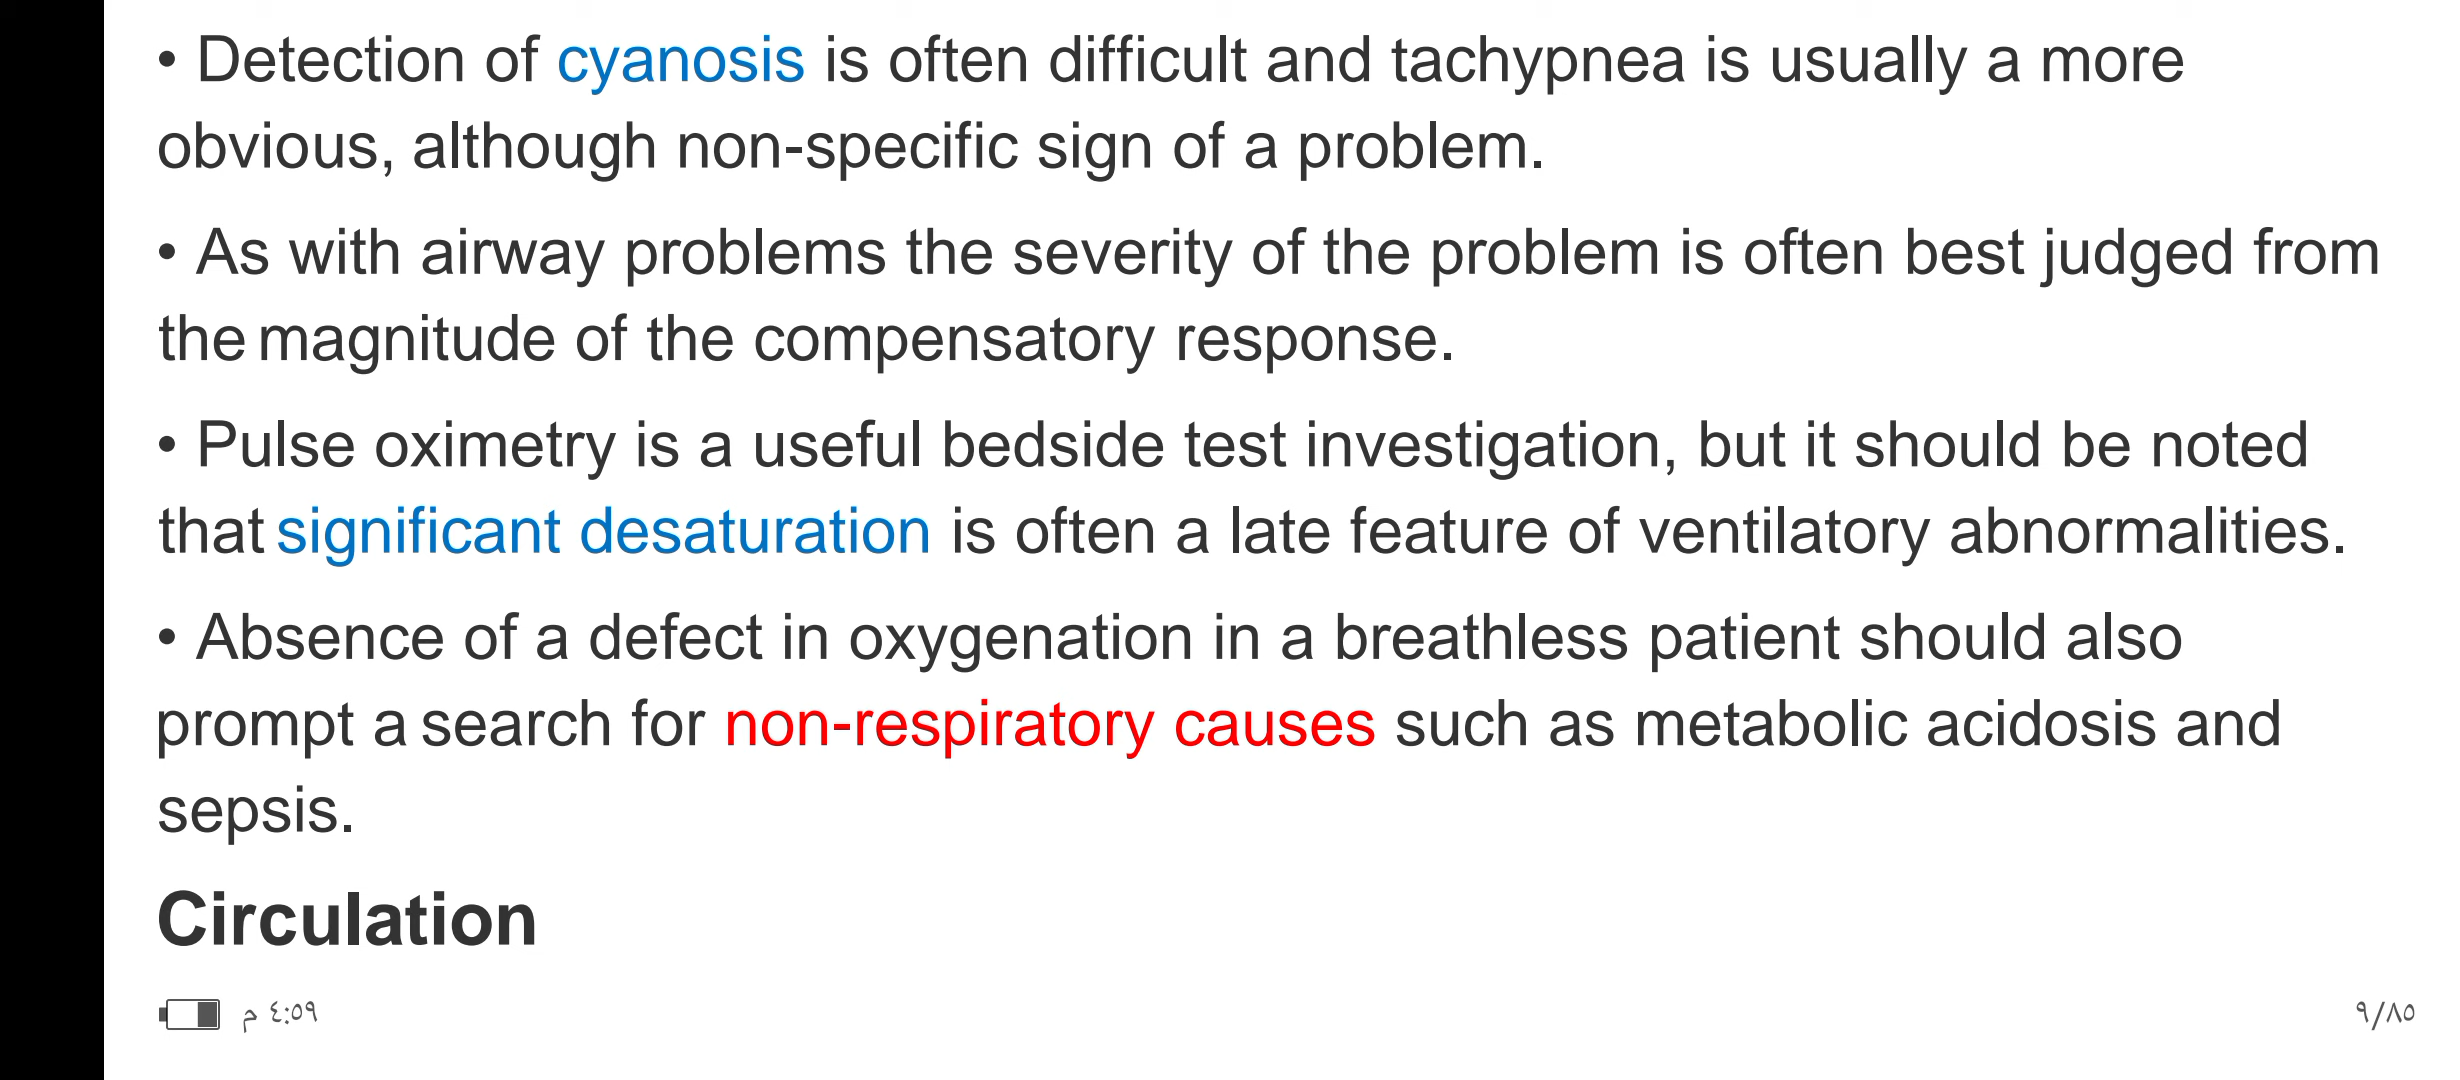 • Detection of cyanosis is often difficult and tachypnea is usually a more
obvious, although non-specific sign of a problem.
• As with airway problems the severity of the problem is often best judged from
the magnitude of the compensatory response.
• Pulse oximetry is a useful bedside test investigation, but it should be noted
that significant desaturation is often a late feature of ventilatory abnormalities.
• Absence of a defect in oxygenation in a breathless patient should also
prompt a search for non-respiratory causes such as metabolic acidosis and
sepsis.
Circulation
٤:٥٩ م
٩/٨٥